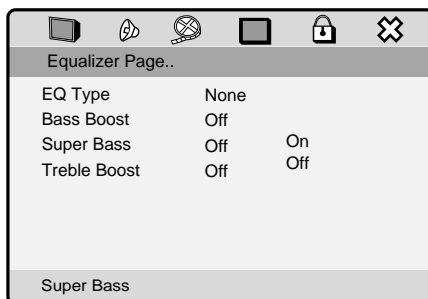 Equalizer Page..
EQ Type None
Bass Boost Off
Super Bass Off On
Treble Boost Off Off
Super Bass